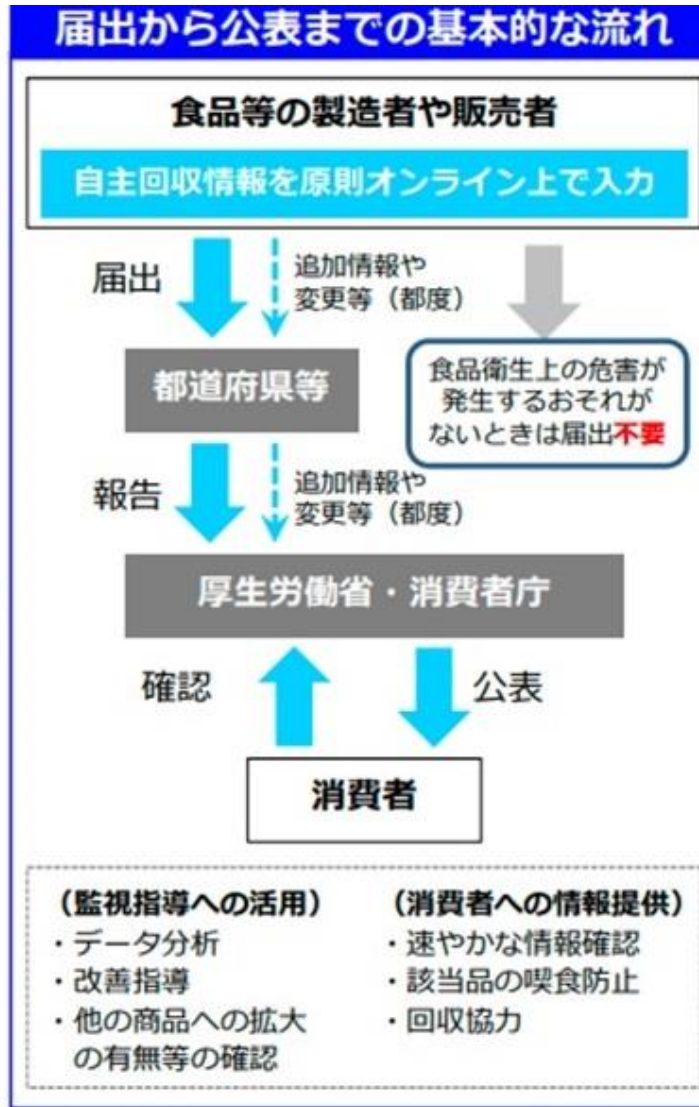 届出から公表までの基本的な流れ
食品等の製造者や販売者
自主回収情報を原則オンライン上で入力
届出
追加情報や
変更等（都度）
都道府県等
食品衛生上の危害が
発生するおそれが
ないときは届出不要
報告
追加情報や
変更等（都度）
厚生労働省・消費者庁
確認
公表
消費者
（監視指導への活用）
・データ分析
・改善指導
・他の商品への拡大
の有無等の確認
（消費者への情報提供）
・速やかな情報確認
・該当品の喫食防止
・回収協力